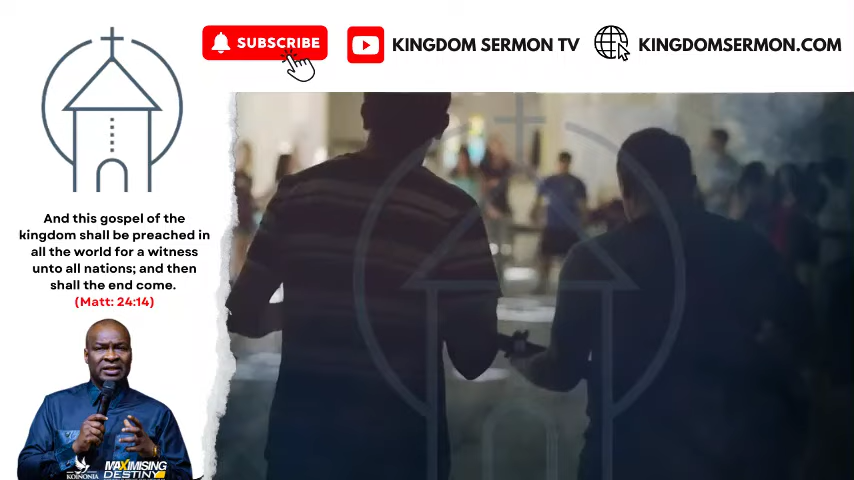 SUBSCRIBE
KINGDOM SERMON TV
KINGDOMSERMON.COM
And this gospel of the
kingdom shall be preached in
all the world for a witness
unto all nations; and then
shall the end come.
(Matt: 24:14)
KOINONIA
MAXIMISING
DESTINY